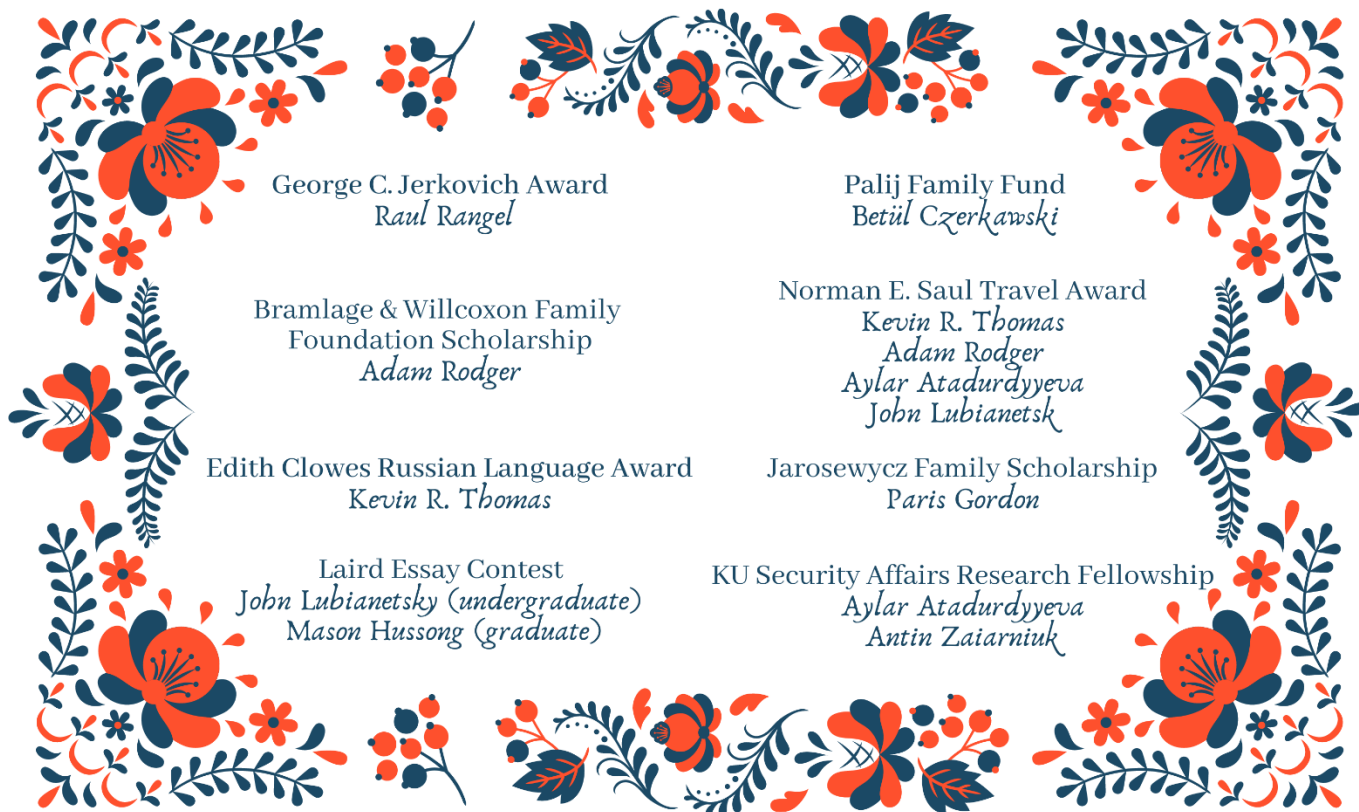 George C. Jerkovich Award
Raul Rangel
Bramlage & Willcoxon Family
Foundation Scholarship
Adam Rodger
Edith Clowes Russian Language Award
Kevin R. Thomas
Laird Essay Contest
John Lubianetsky (undergraduate)
Mason Hussong (graduate)
Palij Family Fund
Betül Czerkawski
Norman E. Saul Travel Award
Kevin R. Thomas
Adam Rodger
Aylar Atadurdyyeva
John Lubianetsk
Jarosewycz Family Scholarship
Paris Gordon
KU Security Affairs Research Fellowship
Aylar Atadurdyyeva
Antin Zaiarniuk